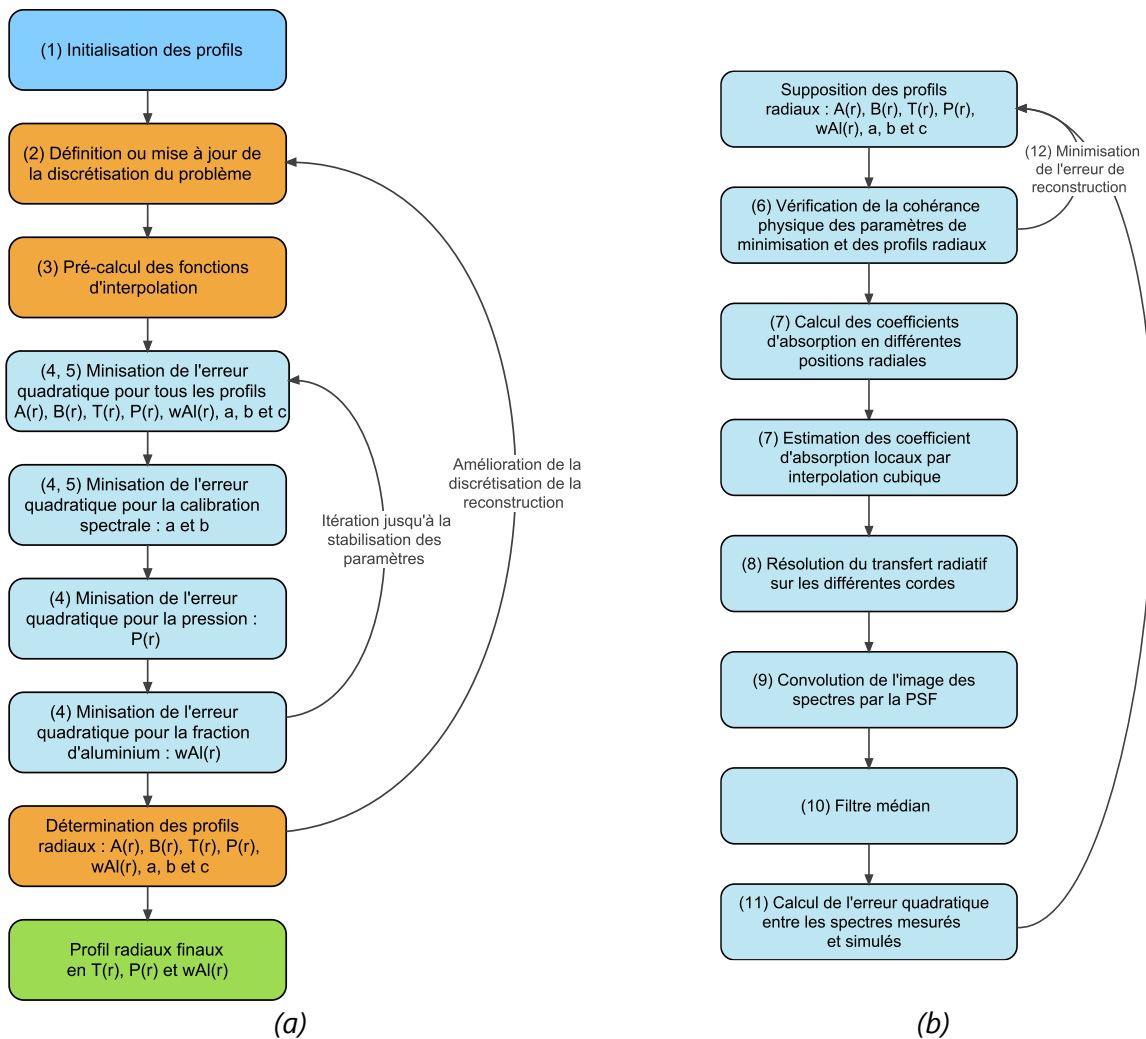 (1) Initialisation des profils
(2) Définition ou mise à jour de
la discrétisation du problème
(3) Pré-calcul des fonctions
d'interpolation
(4, 5) Minisation de l'erreur
quadratique pour tous les profils
A(r), B(r), T(r), P(r), wAl(r), a, b et c
(4, 5) Minisation de l'erreur
quadratique pour la calibration
spectrale : a et b
(4) Minisation de l'erreur
quadratique pour la pression :
P(r)
(4) Minisation de l'erreur
quadratique pour la fraction
d'aluminium : wAl(r)
Détermination des profils
radiaux : A(r), B(r), T(r), P(r),
wAl(r), a, b et c
Profil radiaux finaux
en T(r), P(r) et wAl(r)
Itération jusqu'à la
stabilisation des
paramètres
Amélioration de la
discrétisation de la
reconstruction
(a)
Supposition des profils
radiaux : A(r), B(r), T(r), P(r),
wAl(r), a, b et c
(12) Minimisation
de l'erreur de
reconstruction
(6) Vérification de la cohérance
physique des paramètres de
minimisation et des profils radiaux
(7) Calcul des coefficients
d'absorption en différentes
positions radiales
(7) Estimation des coefficient
d'absorption locaux par
interpolation cubique
(8) Résolution du transfert radiatif
sur les différentes cordes
(9) Convolution de l'image des
spectres par la PSF
(10) Filtre médian
(11) Calcul de l'erreur quadratique
entre les spectres mesurés
et simulés
(b)